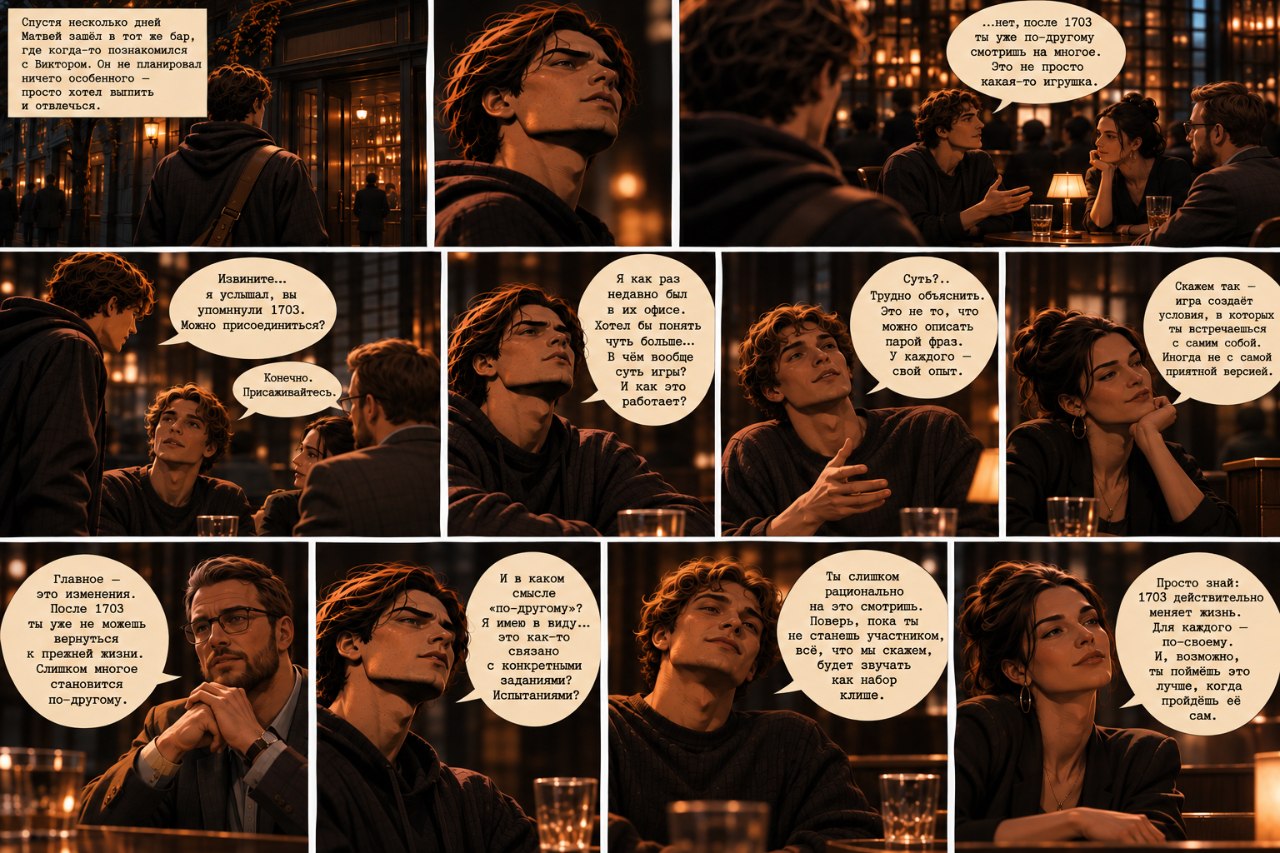 Спустя несколько дней
Матвей зашёл в тот же бар,
где когда-то познакомился
с Виктором. Он не планировал
ничего особенного —
просто хотел выпить
и отвлечься.
...нет, после 1703
ты уже по-другому
смотришь на многое.
Это не просто
какая-то игрушка.
Извините...
я услышал, вы
упомянули 1703.
Можно присоединиться?
Конечно.
Присаживайтесь.
Я как раз
недавно был
в их офисе.
Хотел бы понять
чуть больше...
В чём вообще
суть игры?
И как это
работает?
Суть?..
Трудно объяснить.
Это не то, что
можно описать
парой фраз.
У каждого —
свой опыт.
Скажем так —
игра создаёт
условия, в которых
ты встречаешься
с самим собой.
Иногда не с самой
приятной версией.
Главное —
это изменения.
После 1703
ты уже не можешь
вернуться
к прежней жизни.
Слишком многое
становится
по-другому.
И в каком
смысле
«по-другому»?
Я имею в виду...
это как-то
связано
с конкретными
заданиями?
Испытаниями?
Ты слишком
рационально
на это смотришь.
Поверь, пока ты
не станешь участником,
всё, что мы скажем,
будет звучать
как набор
клише.
Просто знай:
1703 действительно
меняет жизнь.
Для каждого —
по-своему.
И, возможно,
ты поймёшь это
лучше, когда
пройдёшь её
сам.